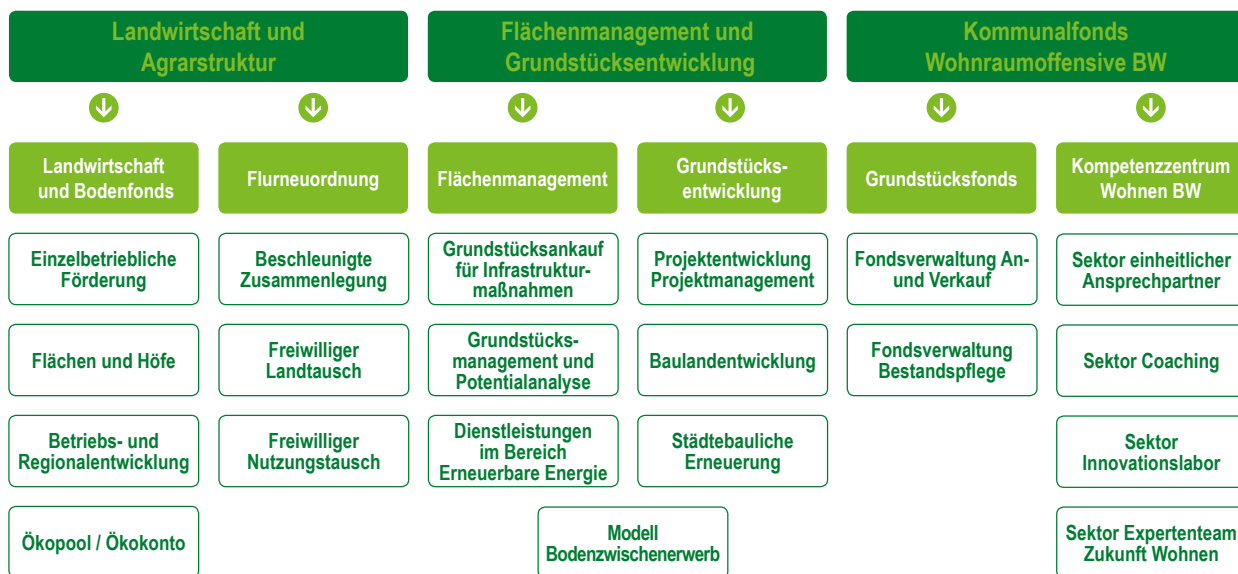 Landwirtschaft und
Agrarstruktur
Flächenmanagement und
Grundstücksentwicklung
Kommunalfonds
Wohnraumoffensive BW
Landwirtschaft
und Bodenfonds
Flurneuordnung
Flächenmanagement
Grundstücks-
entwicklung
Grundstücksfonds
Kompetenzzentrum
Wohnen BW
Einzelbetriebliche
Förderung
Beschleunigte
Zusammenlegung
Grundstücksankauf
für Infrastruktur-
maßnahmen
Projektentwicklung
Projektmanagement
Fondsverwaltung An-
und Verkauf
Sektor einheitlicher
Ansprechpartner
Flächen und Höfe
Freiwilliger
Landtausch
Grundstücks-
management und
Potentialanalyse
Baulandentwicklung
Fondsverwaltung
Bestandspflege
Sektor Coaching
Betriebs- und
Regionalentwicklung
Freiwilliger
Nutzungstausch
Dienstleistungen
im Bereich
Erneuerbare Energie
Städtebauliche
Erneuerung
Sektor
Innovationslabor
Ökopool / Ökokonto
Modell
Bodenzwischenerwerb
Sektor Expertenteam
Zukunft Wohnen